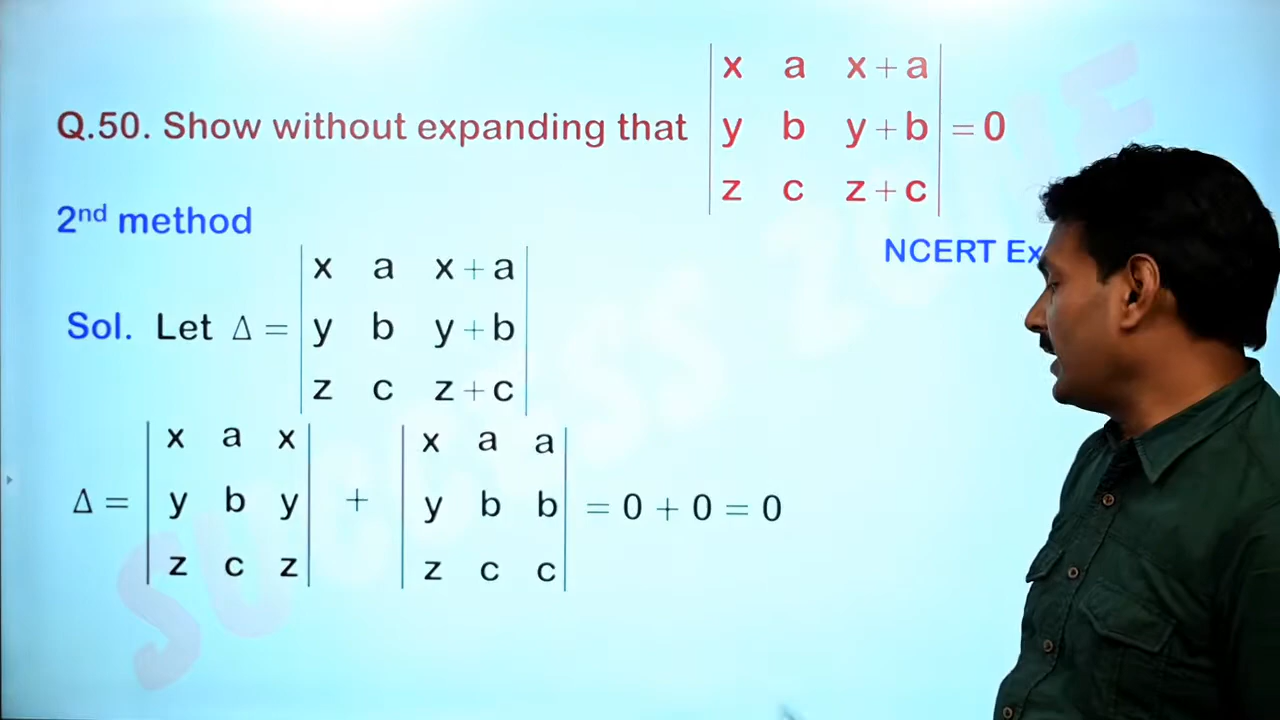 Q.50. Show without expanding that | x a x + a |
| y b y + b | = 0
| z c z + c |
2nd method
NCERT Ex
Sol. Let Δ = | x a x + a |
| y b y + b |
| z c z + c |
Δ = | x a x | + | x a a |
| y b y | | y b b | = 0 + 0 = 0
| z c z | | z c c |